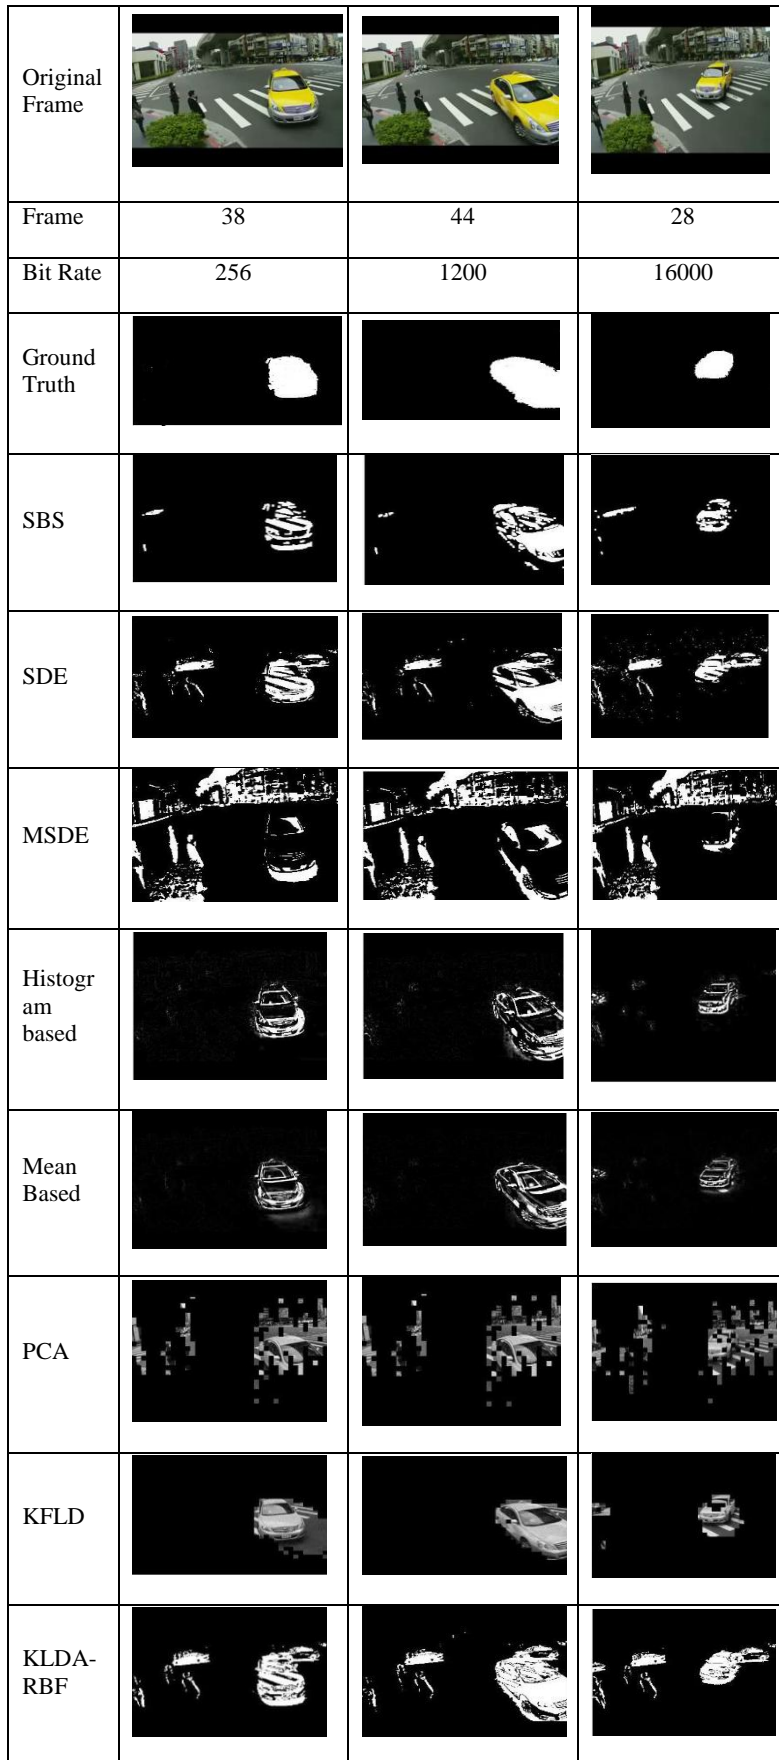 Original
Frame
Frame 38 44 28
Bit Rate 256 1200 16000
Ground
Truth
SBS
SDE
MSDE
Histogr
am
based
Mean
Based
PCA
KFLD
KLDA-
RBF